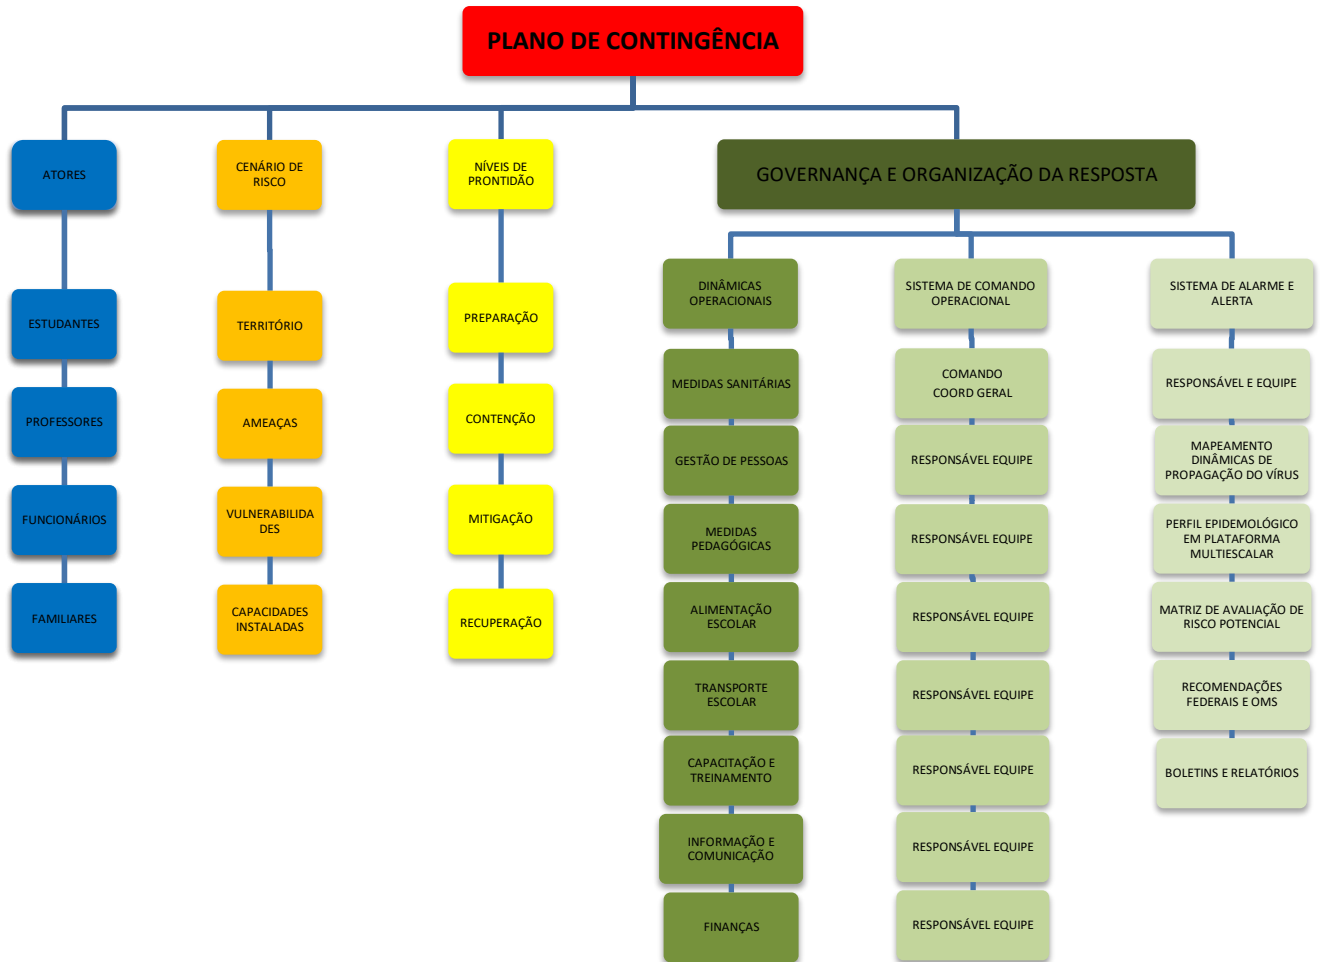 PLANO DE CONTINGÊNCIA
ATORES
CENÁRIO DE
RISCO
NÍVEIS DE
PRONTIDÃO
GOVERNANÇA E ORGANIZAÇÃO DA RESPOSTA
ESTUDANTES
PROFESSORES
FUNCIONÁRIOS
FAMILIARES
TERRITÓRIO
AMEAÇAS
VULNERABILIDA
DES
CAPACIDADES
INSTALADAS
PREPARAÇÃO
CONTENÇÃO
MITIGAÇÃO
RECUPERAÇÃO
DINÂMICAS
OPERACIONAIS
MEDIDAS SANITÁRIAS
GESTÃO DE PESSOAS
MEDIDAS
PEDAGÓGICAS
ALIMENTAÇÃO
ESCOLAR
TRANSPORTE
ESCOLAR
CAPACITAÇÃO E
TREINAMENTO
INFORMAÇÃO E
COMUNICAÇÃO
FINANÇAS
SISTEMA DE COMANDO
OPERACIONAL
COMANDO
COORD GERAL
RESPONSÁVEL EQUIPE
RESPONSÁVEL EQUIPE
RESPONSÁVEL EQUIPE
RESPONSÁVEL EQUIPE
RESPONSÁVEL EQUIPE
RESPONSÁVEL EQUIPE
RESPONSÁVEL EQUIPE
SISTEMA DE ALARME E
ALERTA
RESPONSÁVEL E EQUIPE
MAPEAMENTO
DINÂMICAS DE
PROPAGAÇÃO DO VÍRUS
PERFIL EPIDEMOLÓGICO
EM PLATAFORMA
MULTIESCALAR
MATRIZ DE AVALIAÇÃO DE
RISCO POTENCIAL
RECOMENDAÇÕES
FEDERAIS E OMS
BOLETINS E RELATÓRIOS